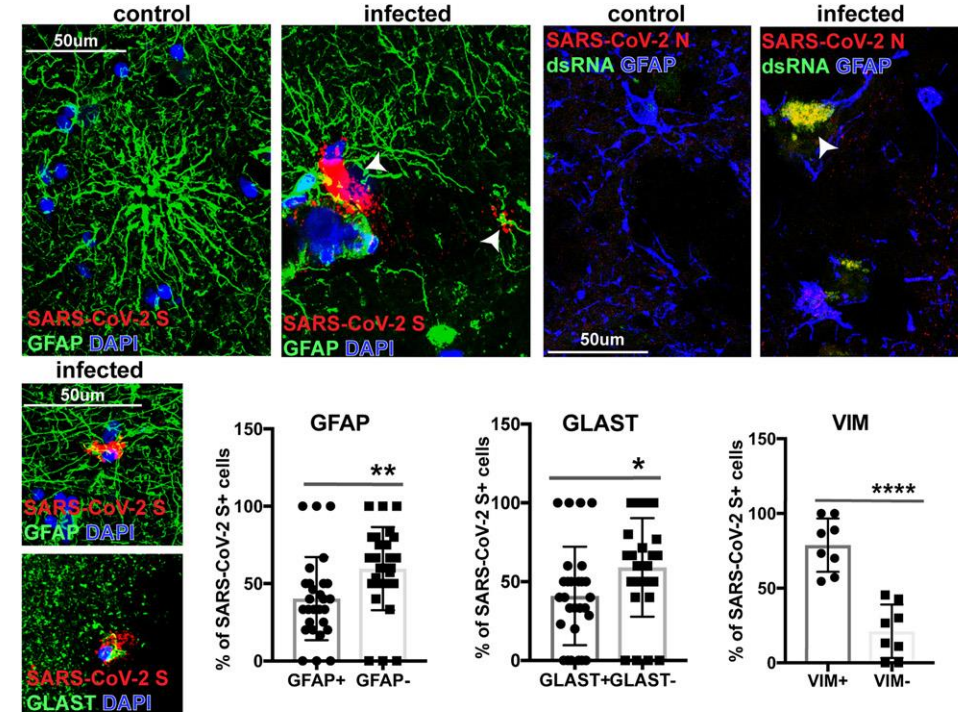 control
infected
control
infected
50um
SARS-CoV-2 S
GFAP DAPI
SARS-CoV-2 S
GFAP DAPI
SARS-CoV-2 N
dsRNA GFAP
50um
SARS-CoV-2 N
dsRNA GFAP
infected
50um
SARS-CoV-2 S
GFAP DAPI
SARS-CoV-2 S
GLAST DAPI
GFAP
**
% of SARS-CoV-2 S+ cells
150
100
50
0
GFAP+ GFAP-
GLAST
*
% of SARS-CoV-2 S+ cells
150
100
50
0
GLAST+GLAST-
VIM
****
% of SARS-CoV-2 S+ cells
150
100
50
0
VIM+ VIM-